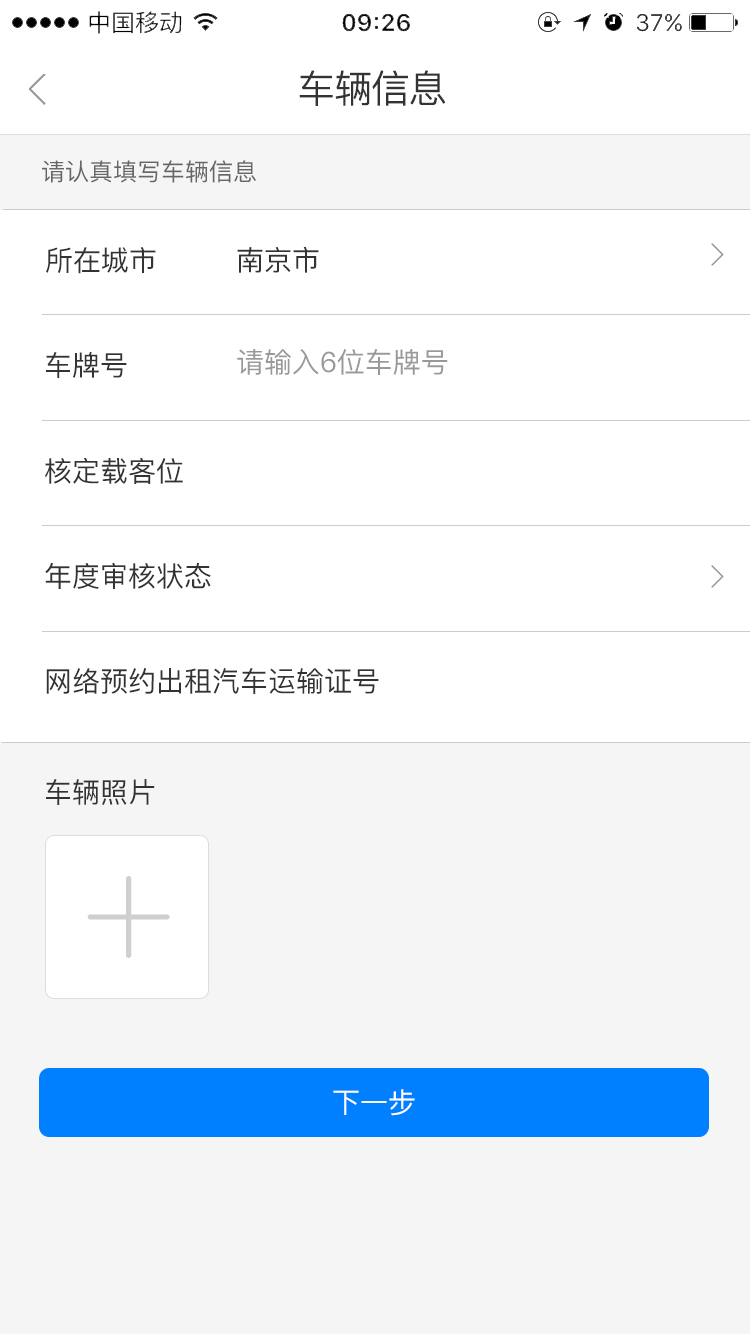 中国移动 09:26 37%
车辆信息
请认真填写车辆信息
所在城市 南京市
车牌号 请输入6位车牌号
核定载客位
年度审核状态
网络预约出租汽车运输证号
车辆照片
下一步